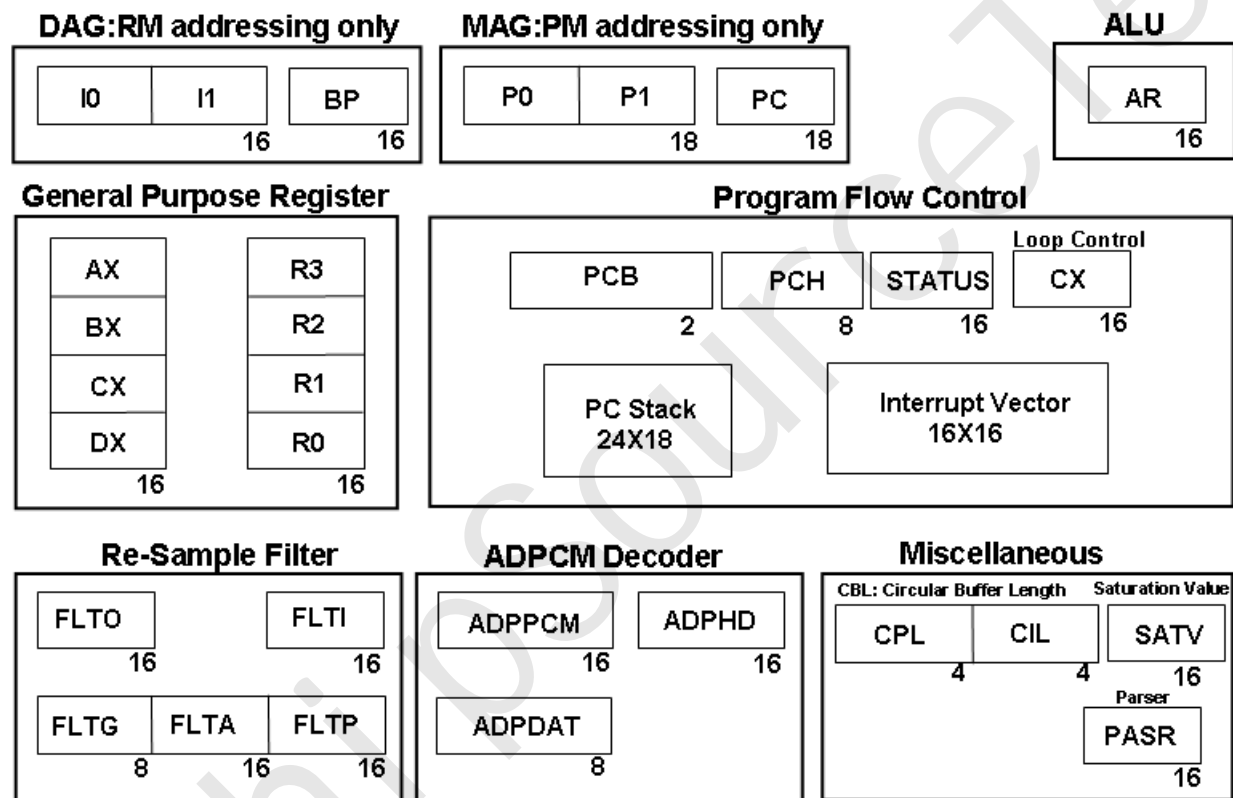 DAG:RM addressing only
MAG:PM addressing only
ALU
I0
I1
BP
16
16
P0
P1
PC
18
18
AR
16
General Purpose Register
Program Flow Control
AX
BX
CX
DX
16
R3
R2
R1
R0
16
Loop Control
PCB
2
PCH
8
STATUS
16
CX
16
PC Stack
24X18
Interrupt Vector
16X16
Re-Sample Filter
ADPCM Decoder
Miscellaneous
FLTO
16
FLTI
16
FLTG
8
FLTA
16
FLTP
16
ADPPCM
16
ADPHD
16
ADPDAT
8
CBL: Circular Buffer Length
Saturation Value
CPL
4
CIL
4
SATV
16
Parser
PASR
16